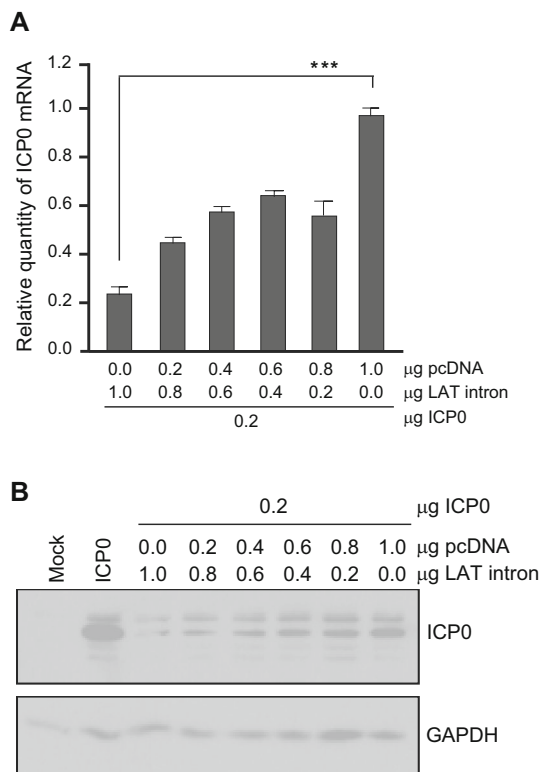 A
Relative quantity of ICP0 mRNA
1.2
1.0
0.8
0.6
0.4
0.2
0.0
***
0.0 0.2 0.4 0.6 0.8 1.0 μg pcDNA
1.0 0.8 0.6 0.4 0.2 0.0 μg LAT intron
0.2 μg ICP0
B
Mock
ICP0
0.2 μg ICP0
0.0 0.2 0.4 0.6 0.8 1.0 μg pcDNA
1.0 0.8 0.6 0.4 0.2 0.0 μg LAT intron
ICP0
GAPDH